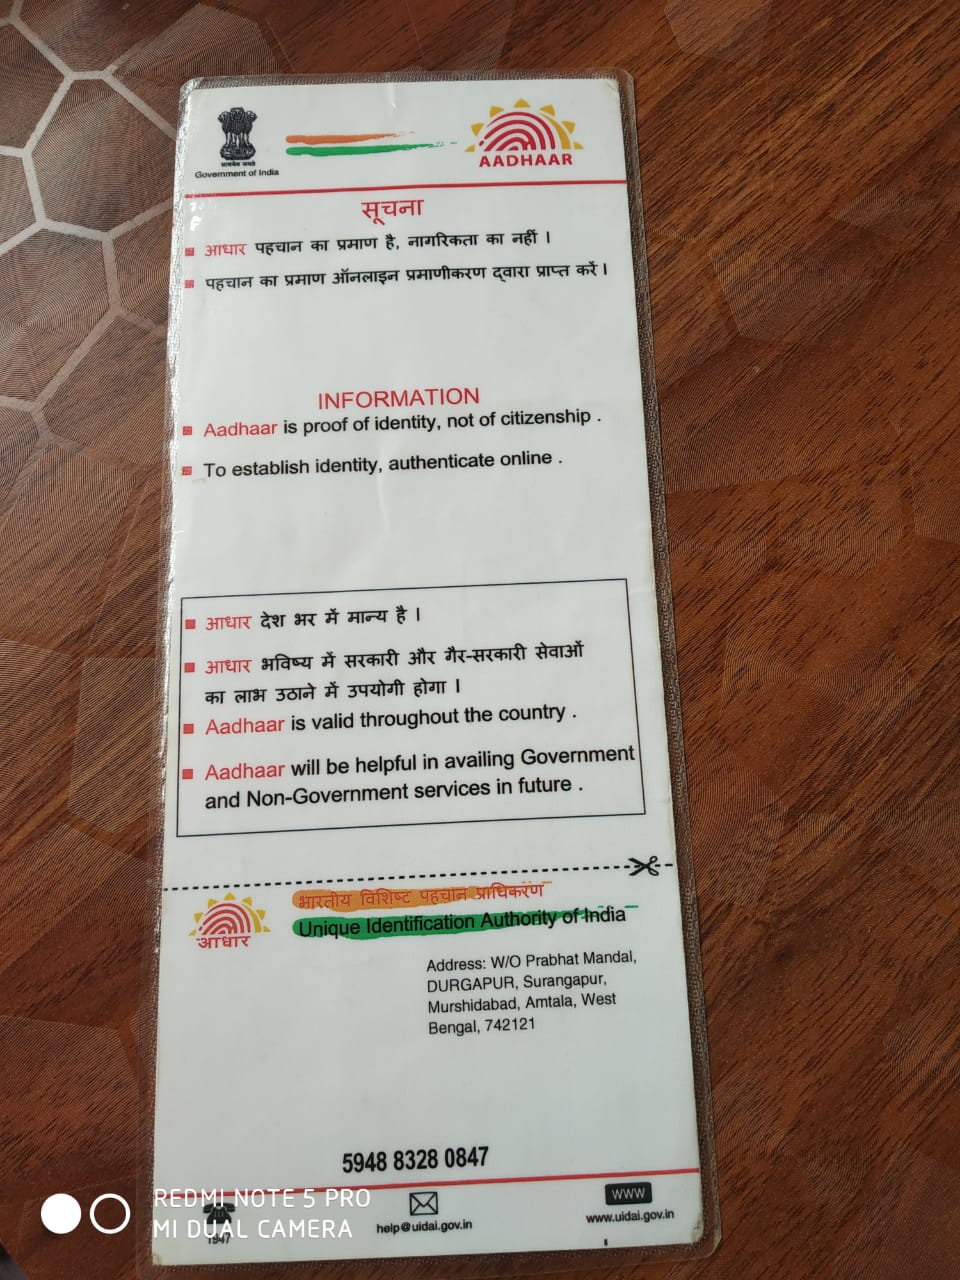 सत्यमेव जयते
Government of India
AADHAAR
सूचना
आधार पहचान का प्रमाण है, नागरिकता का नहीं ।
पहचान का प्रमाण ऑनलाइन प्रमाणीकरण द्वारा प्राप्त करें ।
INFORMATION
Aadhaar is proof of identity, not of citizenship .
To establish identity, authenticate online .
आधार देश भर में मान्य है ।
आधार भविष्य में सरकारी और गैर-सरकारी सेवाओं
का लाभ उठाने में उपयोगी होगा ।
Aadhaar is valid throughout the country .
Aadhaar will be helpful in availing Government
and Non-Government services in future .
आधार
भारतीय विशिष्ट पहचान प्राधिकरण
Unique Identification Authority of India
Address: W/O Prabhat Mandal,
DURGAPUR, Surangapur,
Murshidabad, Amtala, West
Bengal, 742121
5948 8328 0847
1947
help@uidai.gov.in
WWW
www.uidai.gov.in
REDMI NOTE 5 PRO
MI DUAL CAMERA